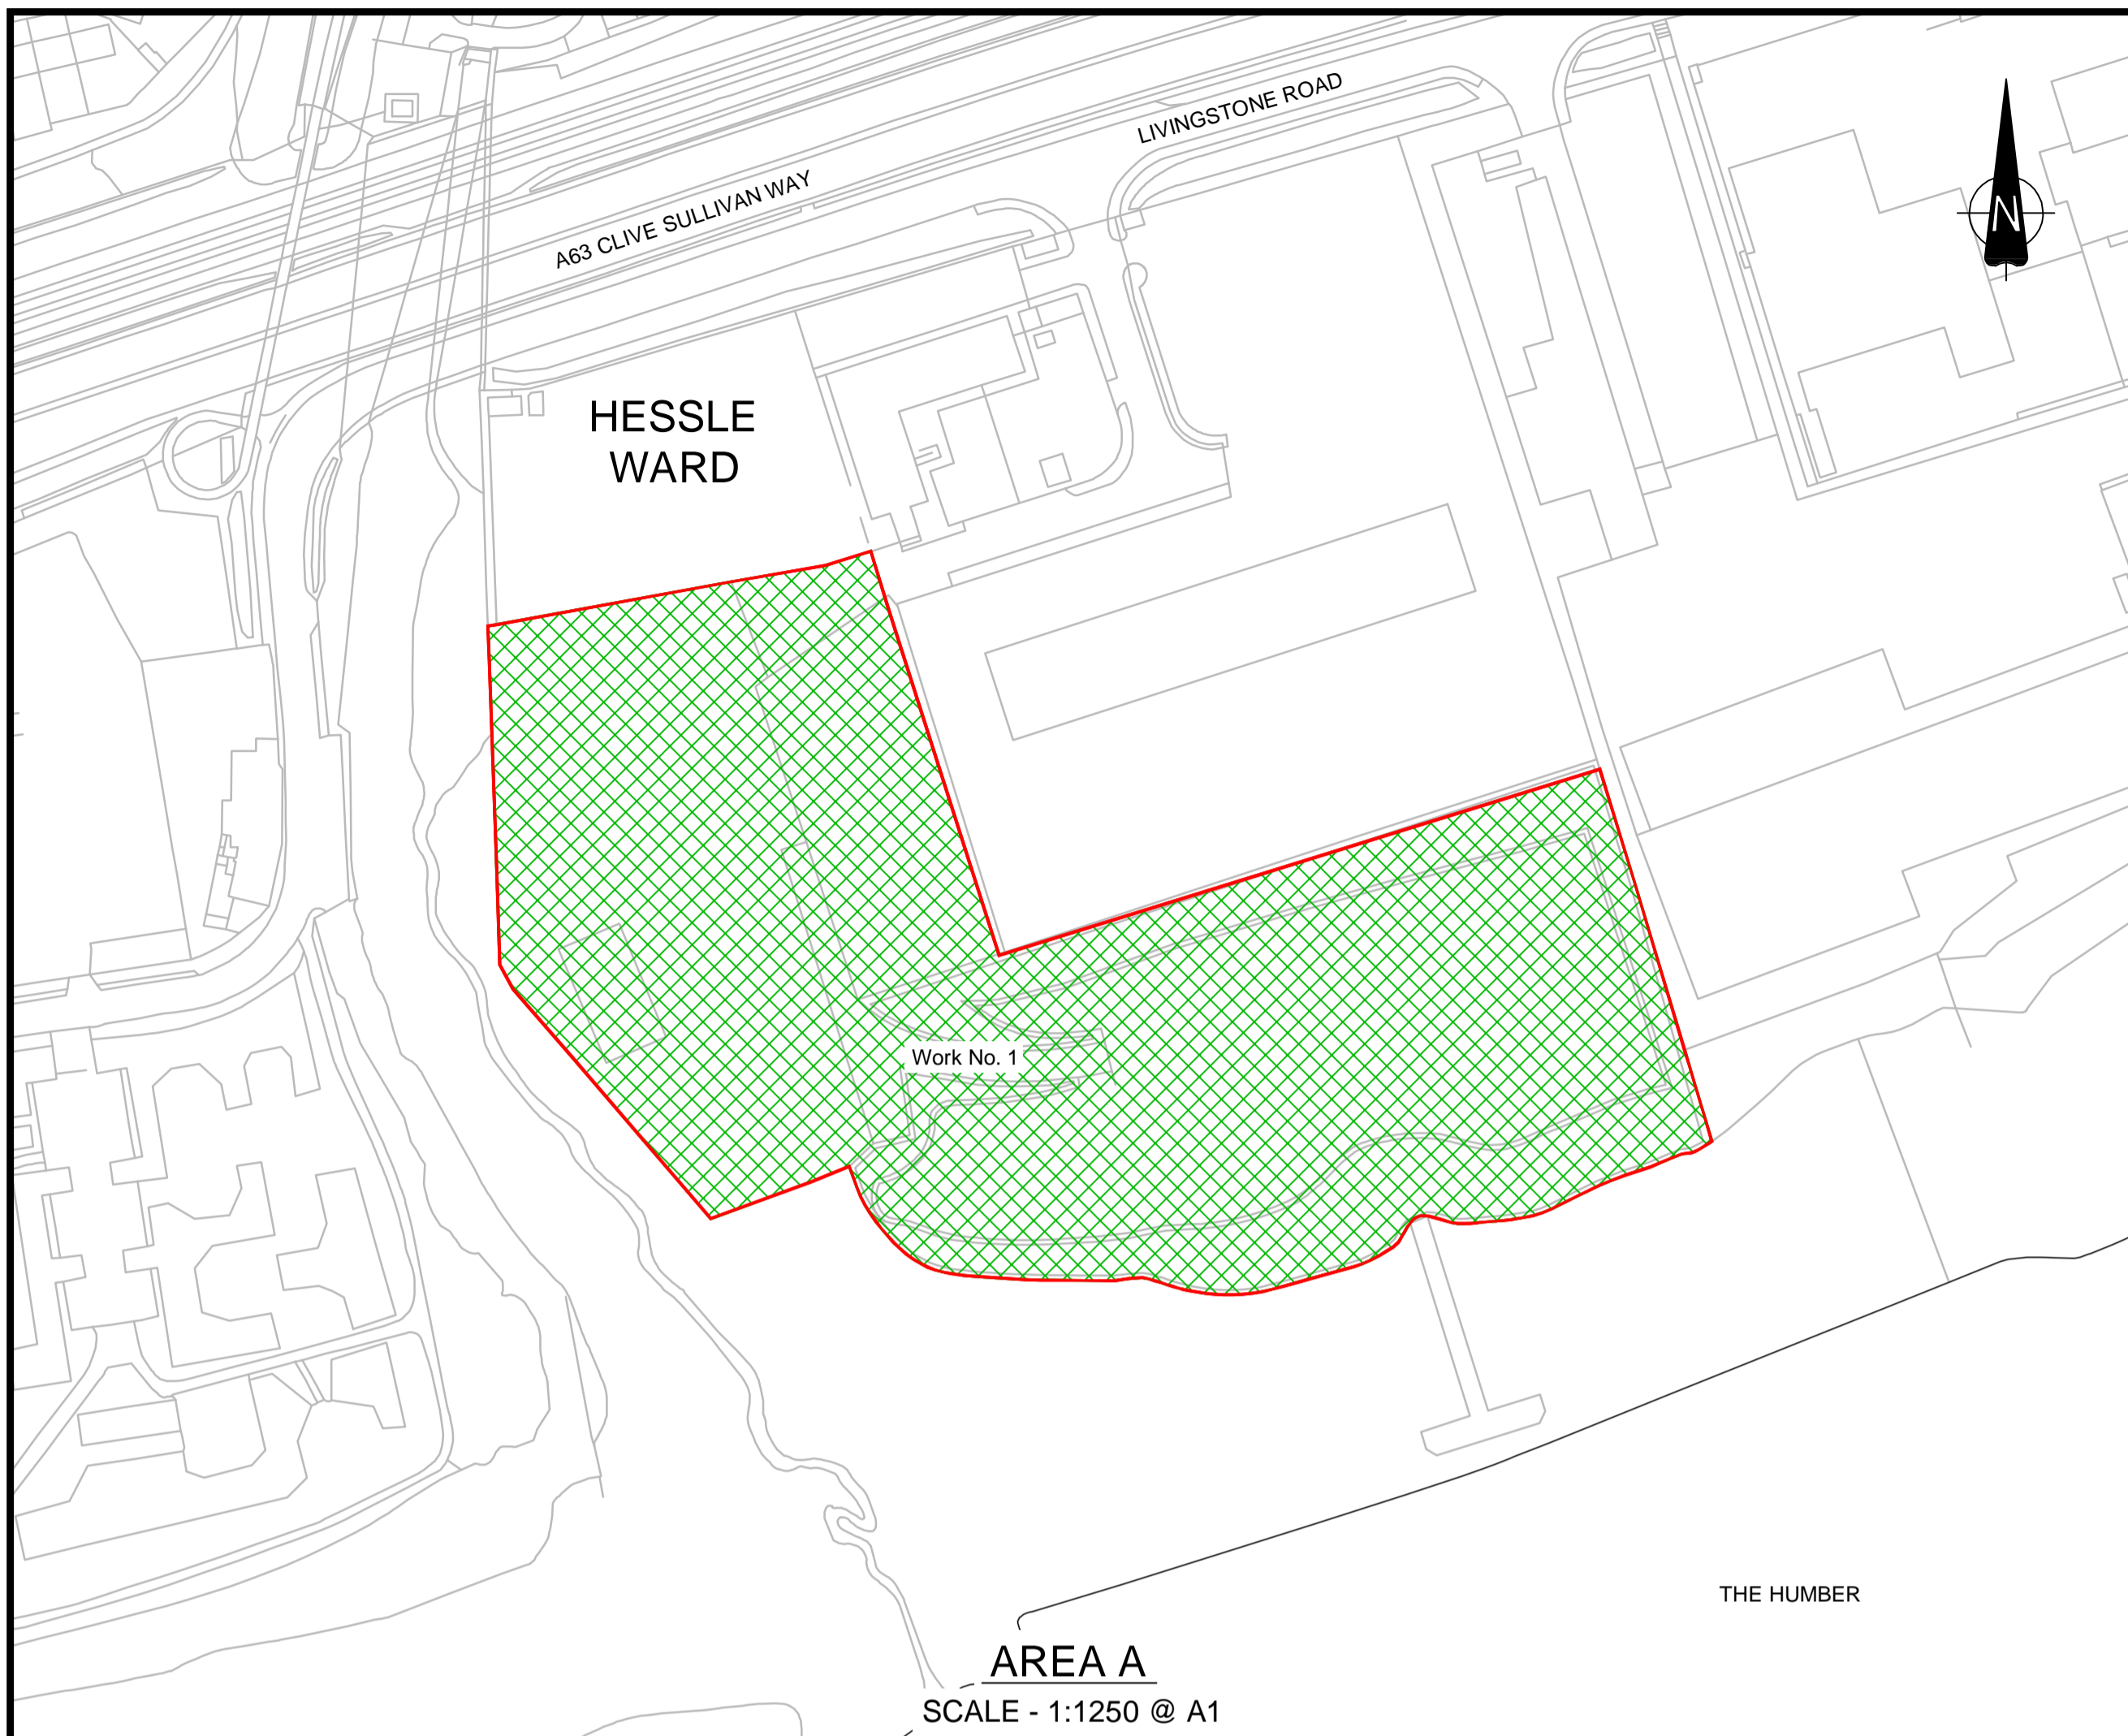 LIVINGSTONE ROAD
A63 CLIVE SULLIVAN WAY
N
HESSLE
WARD
Work No. 1
THE HUMBER
AREA A
SCALE - 1:1250 @ A1